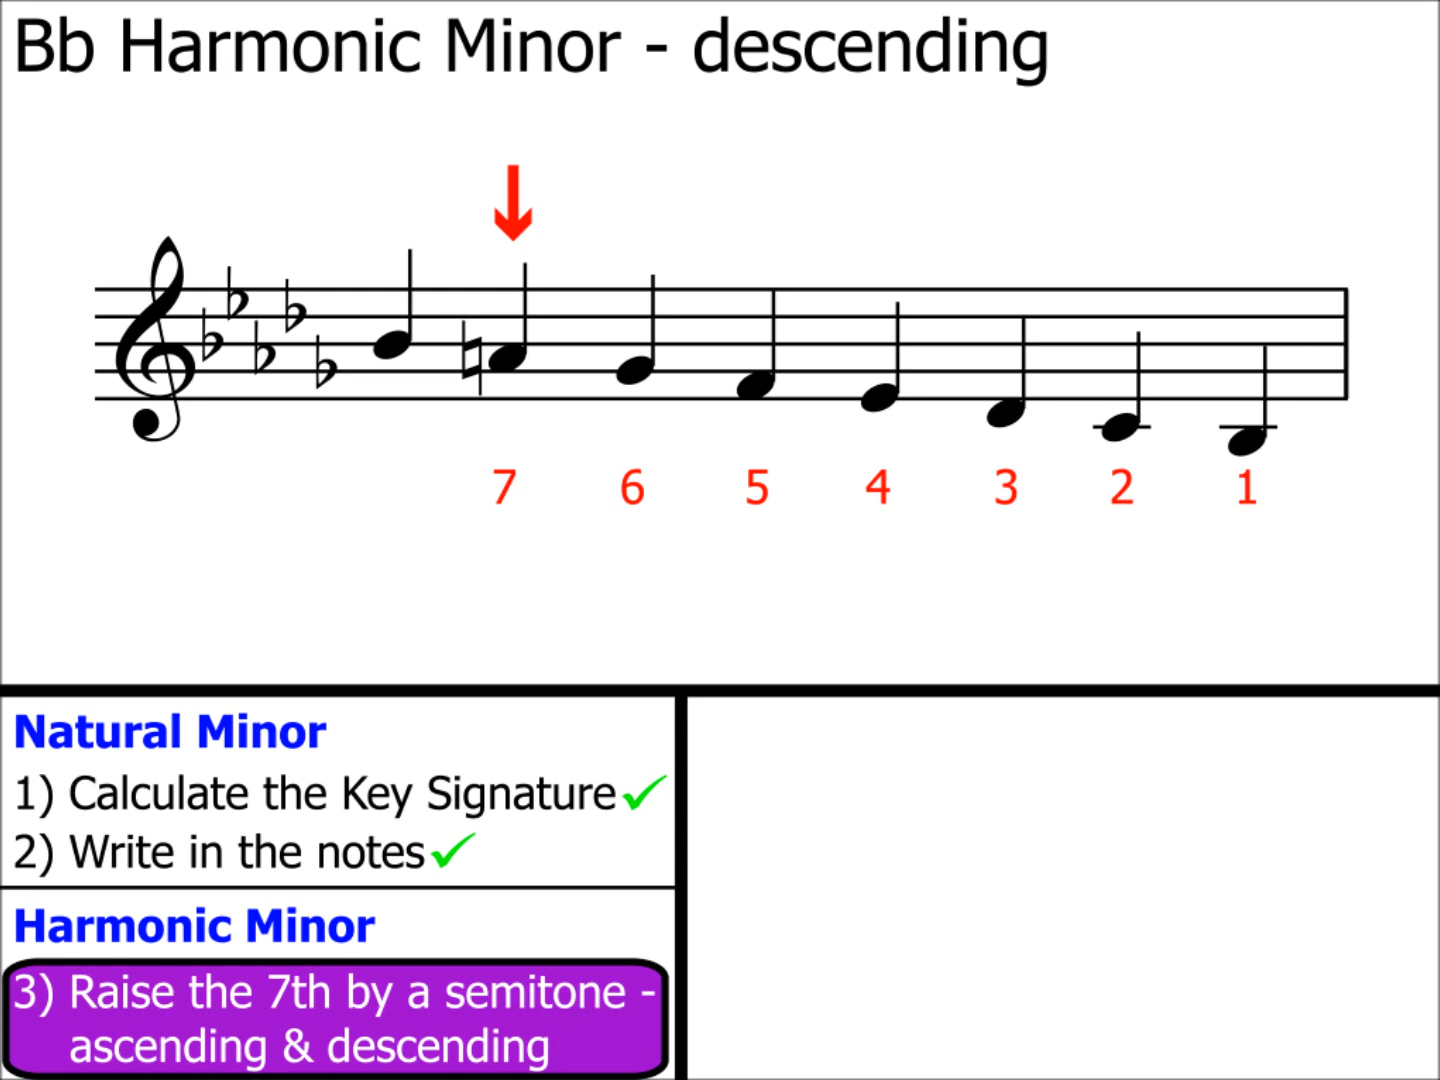 Bb Harmonic Minor - descending
7 6 5 4 3 2 1
Natural Minor
1) Calculate the Key Signature
2) Write in the notes
Harmonic Minor
3) Raise the 7th by a semitone -
ascending & descending